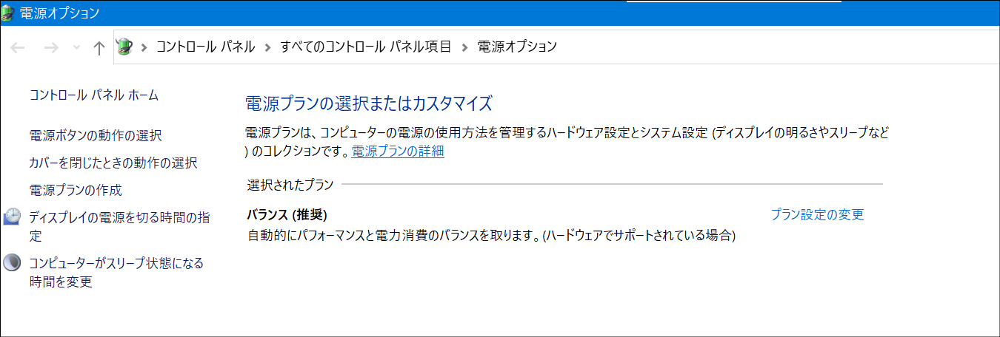 電源オプション
コントロール パネル > すべてのコントロール パネル項目 > 電源オプション
コントロール パネル ホーム
電源ボタンの動作の選択
カバーを閉じたときの動作の選択
電源プランの作成
ディスプレイの電源を切る時間の指
定
コンピューターがスリープ状態になる
時間を変更
電源プランの選択またはカスタマイズ
電源プランは、コンピューターの電源の使用方法を管理するハードウェア設定とシステム設定 (ディスプレイの明るさやスリープなど
) のコレクションです。電源プランの詳細
選択されたプラン
バランス (推奨) プラン設定の変更
自動的にパフォーマンスと電力消費のバランスを取ります。(ハードウェアでサポートされている場合)